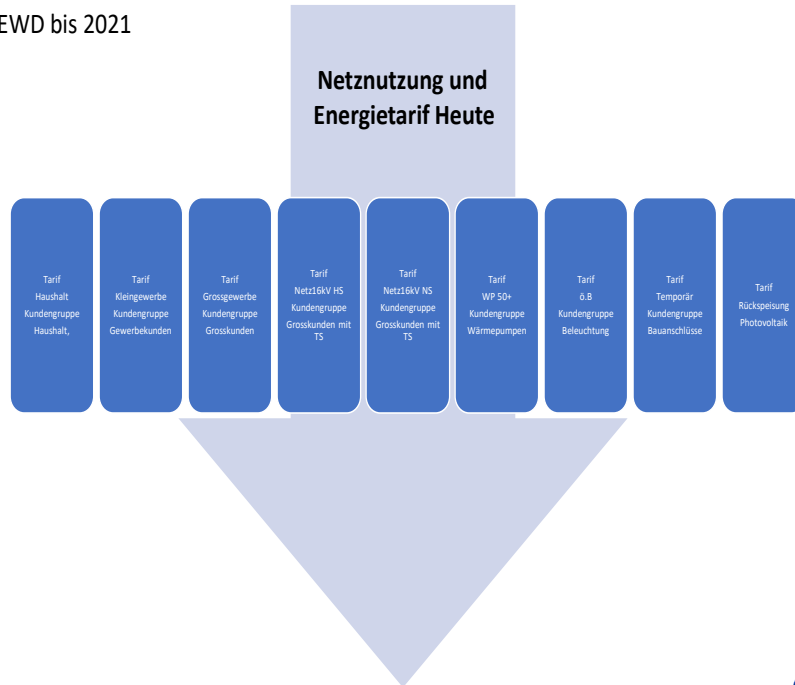 EWD bis 2021
Netznutzung und
Energietarif Heute
Tarif
Haushalt
Kundengruppe
Haushalt,
Tarif
Kleingewerbe
Kundengruppe
Gewerbekunden
Tarif
Grossgewerbe
Kundengruppe
Grosskunden
Tarif
Netz16kV HS
Kundengruppe
Grosskunden mit
TS
Tarif
Netz16kV NS
Kundengruppe
Grosskunden mit
TS
Tarif
WP 50+
Kundengruppe
Wärmepumpen
Tarif
ö.B
Kundengruppe
Beleuchtung
Tarif
Temporär
Kundengruppe
Bauanschlüsse
Tarif
Rückspeisung
Photovoltaik